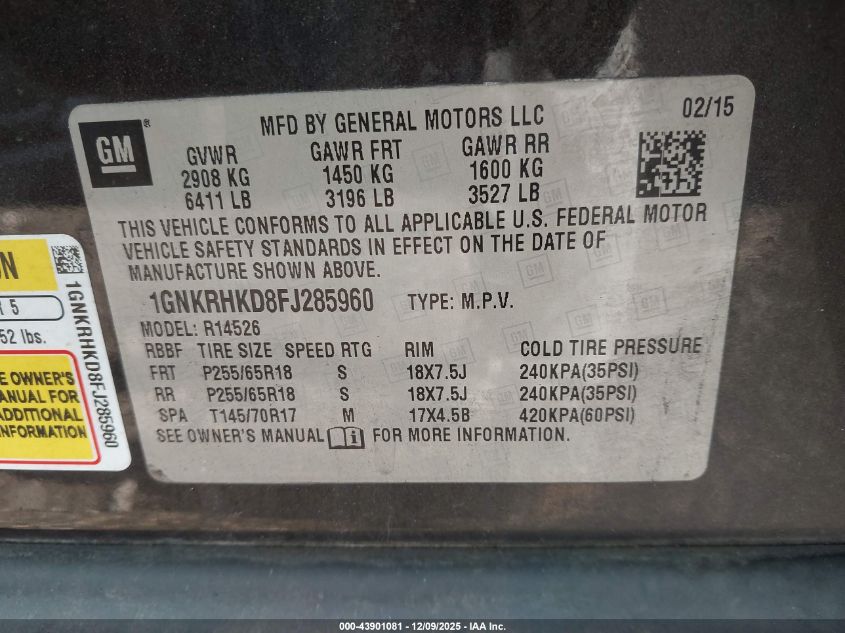 GM
®
MFD BY GENERAL MOTORS LLC
02/15
GVWR GAWR FRT GAWR RR
2908 KG 1450 KG 1600 KG
6411 LB 3196 LB 3527 LB
THIS VEHICLE CONFORMS TO ALL APPLICABLE U.S. FEDERAL MOTOR
VEHICLE SAFETY STANDARDS IN EFFECT ON THE DATE OF
MANUFACTURE SHOWN ABOVE.
1GNKRHKD8FJ285960 TYPE: M.P.V.
MODEL: R14526
RBBF TIRE SIZE SPEED RTG RIM COLD TIRE PRESSURE
FRT P255/65R18 S 18X7.5J 240KPA(35PSI)
RR P255/65R18 S 18X7.5J 240KPA(35PSI)
SPA T145/70R17 M 17X4.5B 420KPA(60PSI)
SEE OWNER'S MANUAL FOR MORE INFORMATION.
5
52 lbs.
OWNER'S
MANUAL FOR
ADDITIONAL
INFORMATION
1GNKRHKD8FJ285960
000-43901081 - 12/09/2025 - IAA Inc.